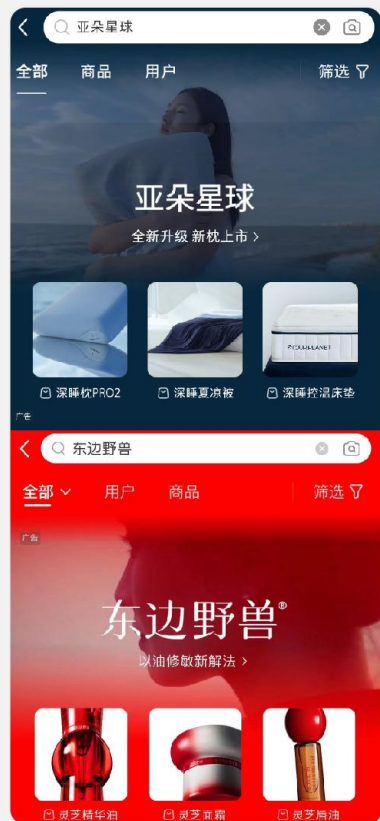 亚朵星球
全部 商品 用户 筛选
亚朵星球
全新升级 新枕上市 >
深睡枕PRO2 深睡夏凉被 深睡控温床垫
广告
东边野兽
全部 用户 商品 筛选
广告
东边野兽®
以油修敏新解法 >
灵芝精华油 灵芝面霜 灵芝唇油